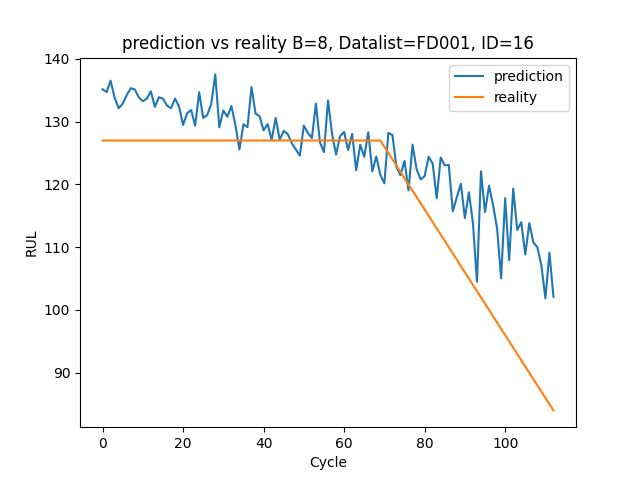 prediction vs reality B=8, Datalist=FD001, ID=16
prediction
reality
RUL
140
130
120
110
100
90
0 20 40 60 80 100
Cycle